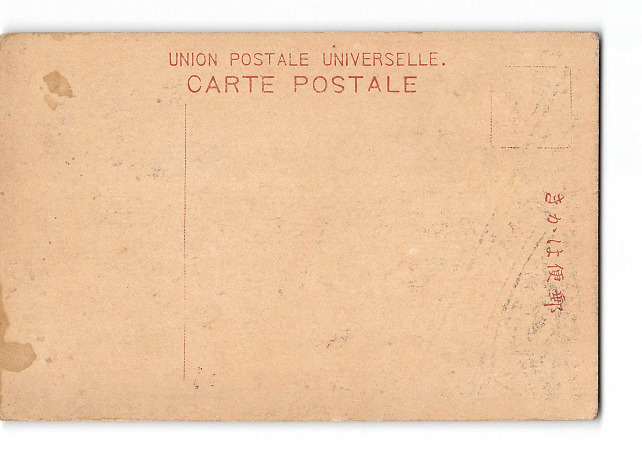 UNION POSTALE UNIVERSELLE.
CARTE POSTALE
きかは便郵